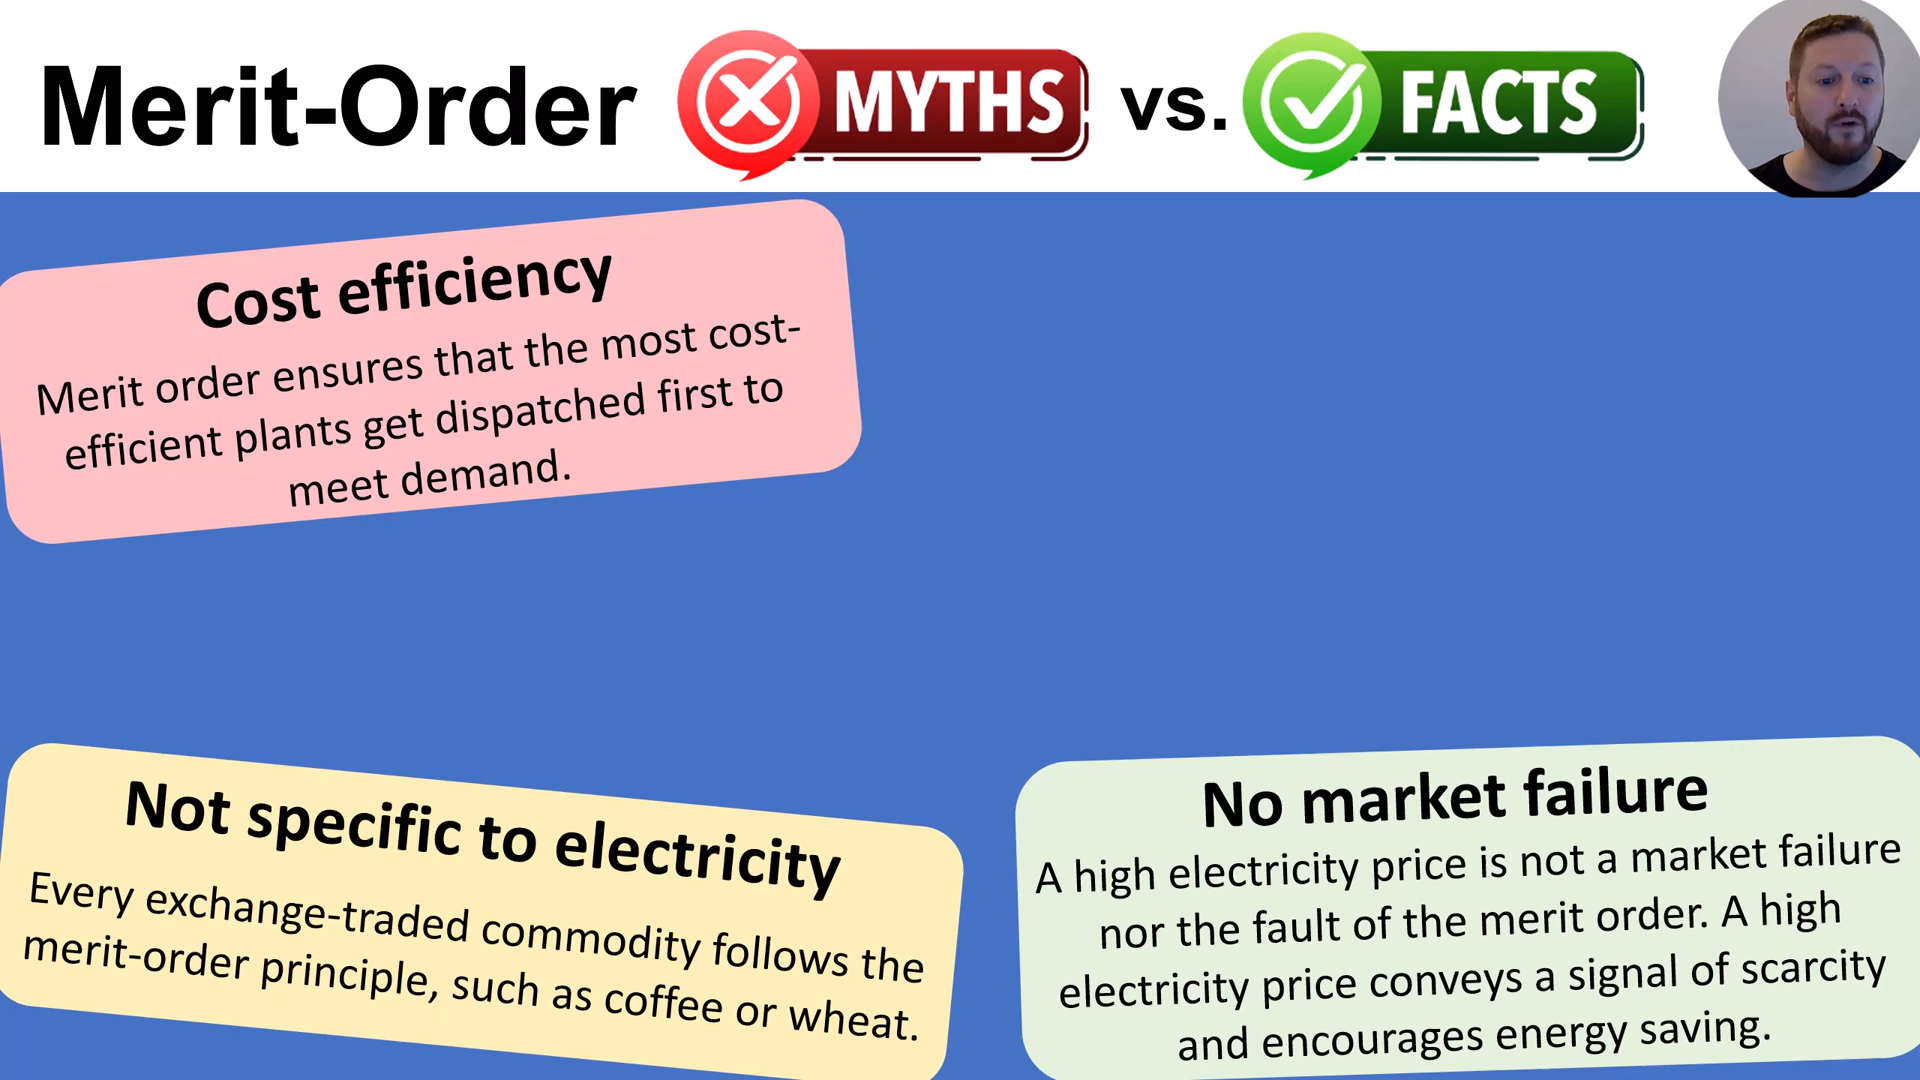 Merit-Order MYTHS vs. FACTS
Cost efficiency
Merit order ensures that the most cost-
efficient plants get dispatched first to
meet demand.
Not specific to electricity
Every exchange-traded commodity follows the
merit-order principle, such as coffee or wheat.
No market failure
A high electricity price is not a market failure
nor the fault of the merit order. A high
electricity price conveys a signal of scarcity
and encourages energy saving.